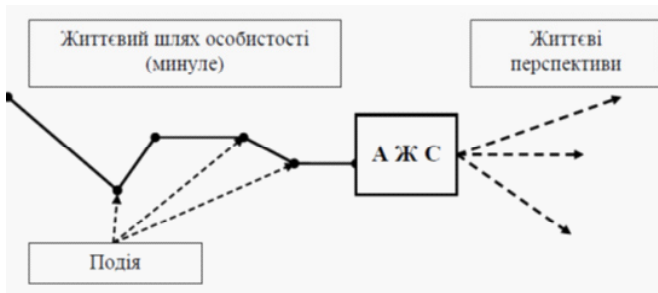 Життєвий шлях особистості
(минуле)
Життєві
перспективи
А Ж С
Подія